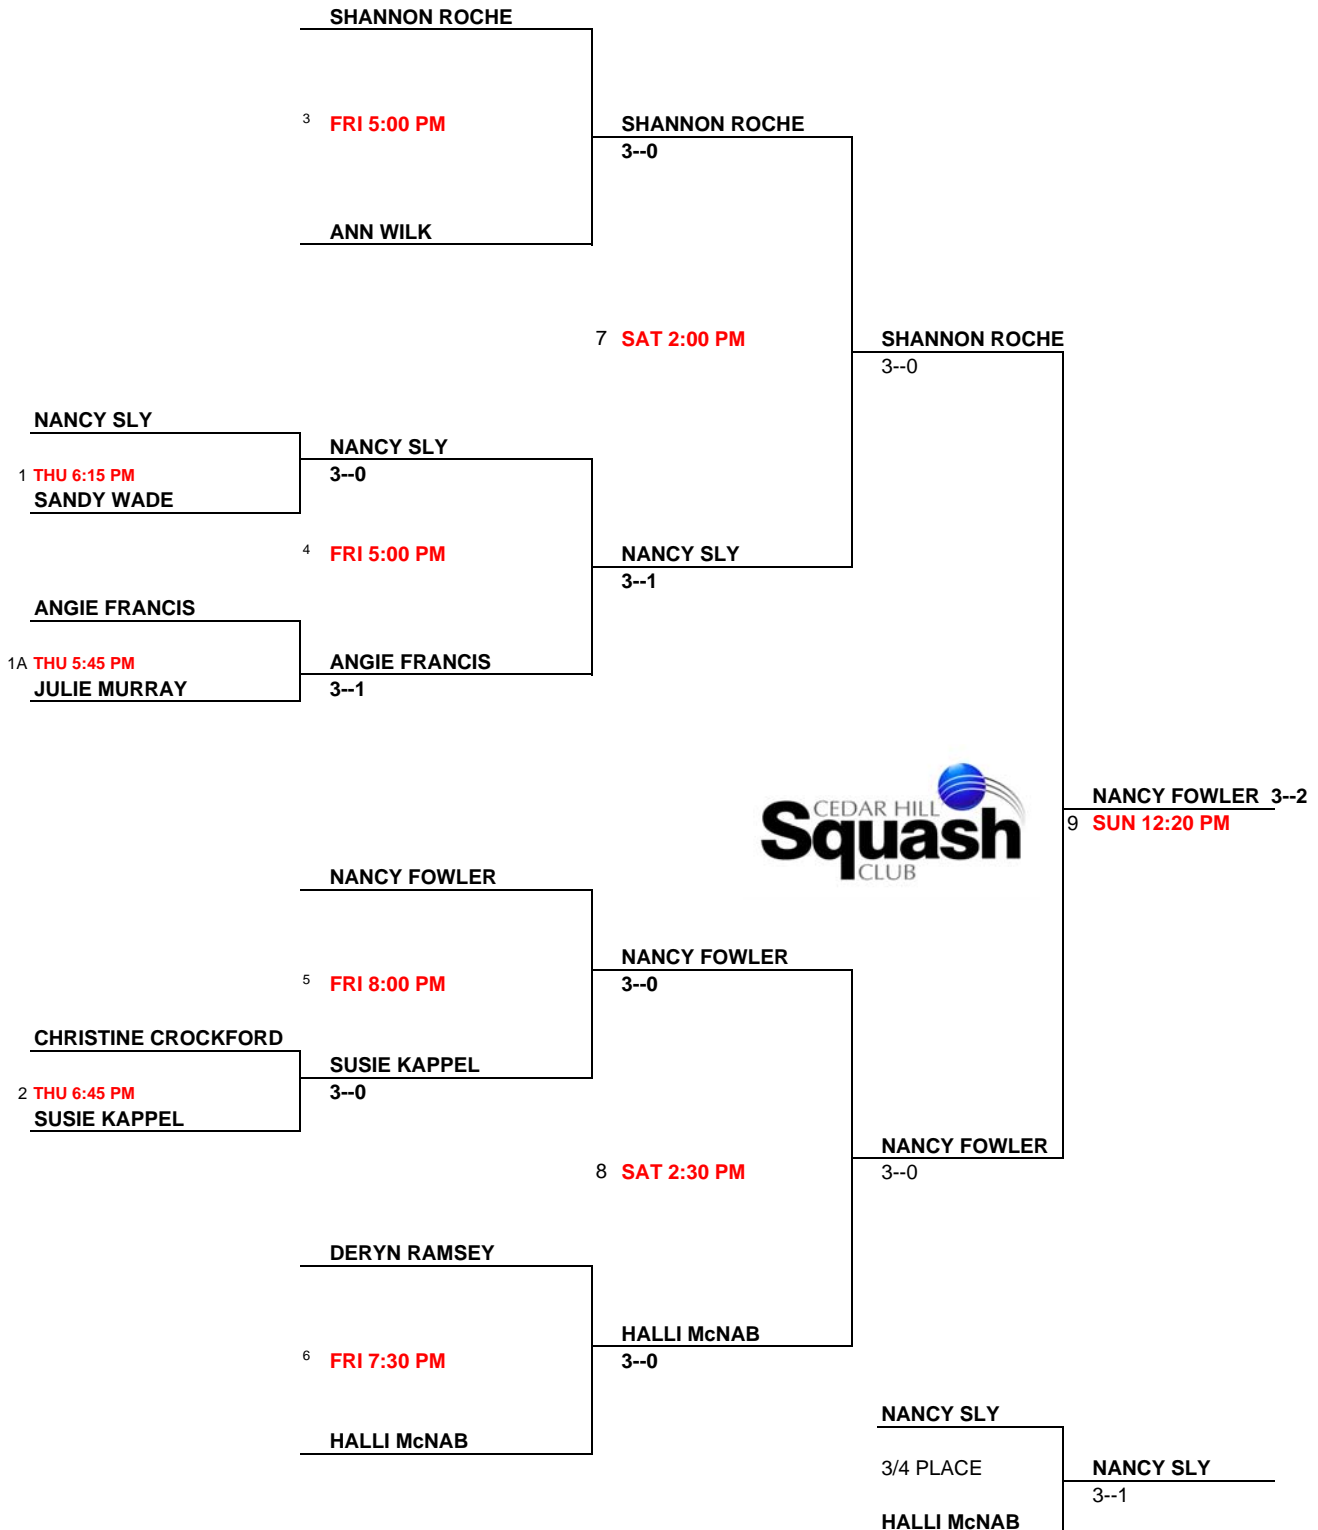 SHANNON ROCHE
3 FRI 5:00 PM
SHANNON ROCHE
3--0
ANN WILK
7 SAT 2:00 PM
SHANNON ROCHE
3--0
NANCY SLY
NANCY SLY
1 THU 6:15 PM
3--0
SANDY WADE
4 FRI 5:00 PM
NANCY SLY
3--1
ANGIE FRANCIS
1A THU 5:45 PM
ANGIE FRANCIS
JULIE MURRAY
3--1
CEDAR HILL
Squash
CLUB
NANCY FOWLER 3--2
9 SUN 12:20 PM
NANCY FOWLER
NANCY FOWLER
5 FRI 8:00 PM
3--0
CHRISTINE CROCKFORD
SUSIE KAPPEL
2 THU 6:45 PM
3--0
SUSIE KAPPEL
NANCY FOWLER
8 SAT 2:30 PM
3--0
DERYN RAMSEY
HALLI McNAB
6 FRI 7:30 PM
3--0
NANCY SLY
HALLI McNAB
3/4 PLACE
NANCY SLY
3--1
HALLI McNAB